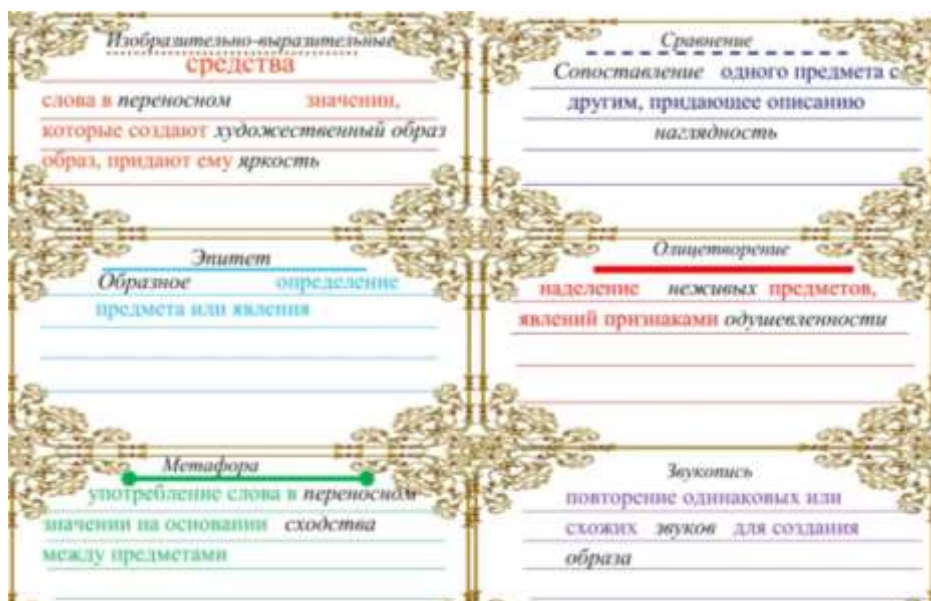 Изобразительно-выразительные
средства
слова в переносном значении,
которые создают художественный образ
образ, придают ему яркость
Сравнение
Сопоставление одного предмета с
другим, придающее описанию
наглядность
Эпитет
Образное определение
предмета или явления
Олицетворение
наделение неживых предметов,
явлений признаками одушевленности
Метафора
употребление слова в переносном
значении на основании сходства
между предметами
Звукопись
повторение одинаковых или
схожих звуков для создания
образа